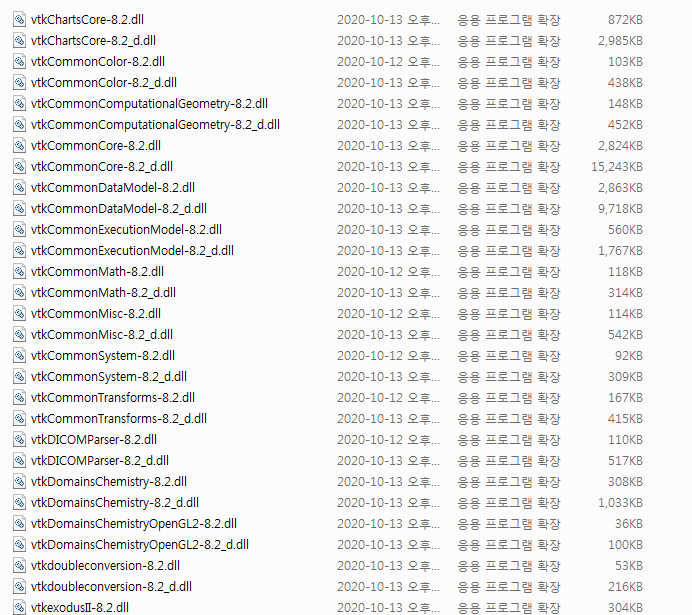 vtkChartsCore-8.2.dll 2020-10-13 오후... 응용 프로그램 확장 872KB
vtkChartsCore-8.2_d.dll 2020-10-13 오후... 응용 프로그램 확장 2,985KB
vtkCommonColor-8.2.dll 2020-10-12 오후... 응용 프로그램 확장 103KB
vtkCommonColor-8.2_d.dll 2020-10-13 오후... 응용 프로그램 확장 438KB
vtkCommonComputationalGeometry-8.2.dll 2020-10-13 오후... 응용 프로그램 확장 148KB
vtkCommonComputationalGeometry-8.2_d.dll 2020-10-13 오후... 응용 프로그램 확장 452KB
vtkCommonCore-8.2.dll 2020-10-12 오후... 응용 프로그램 확장 2,824KB
vtkCommonCore-8.2_d.dll 2020-10-13 오후... 응용 프로그램 확장 15,243KB
vtkCommonDataModel-8.2.dll 2020-10-12 오후... 응용 프로그램 확장 2,863KB
vtkCommonDataModel-8.2_d.dll 2020-10-13 오후... 응용 프로그램 확장 9,718KB
vtkCommonExecutionModel-8.2.dll 2020-10-13 오후... 응용 프로그램 확장 560KB
vtkCommonExecutionModel-8.2_d.dll 2020-10-13 오후... 응용 프로그램 확장 1,767KB
vtkCommonMath-8.2.dll 2020-10-12 오후... 응용 프로그램 확장 118KB
vtkCommonMath-8.2_d.dll 2020-10-13 오후... 응용 프로그램 확장 314KB
vtkCommonMisc-8.2.dll 2020-10-12 오후... 응용 프로그램 확장 114KB
vtkCommonMisc-8.2_d.dll 2020-10-13 오후... 응용 프로그램 확장 542KB
vtkCommonSystem-8.2.dll 2020-10-12 오후... 응용 프로그램 확장 92KB
vtkCommonSystem-8.2_d.dll 2020-10-13 오후... 응용 프로그램 확장 309KB
vtkCommonTransforms-8.2.dll 2020-10-12 오후... 응용 프로그램 확장 167KB
vtkCommonTransforms-8.2_d.dll 2020-10-13 오후... 응용 프로그램 확장 415KB
vtkDICOMParser-8.2.dll 2020-10-12 오후... 응용 프로그램 확장 110KB
vtkDICOMParser-8.2_d.dll 2020-10-13 오후... 응용 프로그램 확장 517KB
vtkDomainsChemistry-8.2.dll 2020-10-13 오후... 응용 프로그램 확장 308KB
vtkDomainsChemistry-8.2_d.dll 2020-10-13 오후... 응용 프로그램 확장 1,033KB
vtkDomainsChemistryOpenGL2-8.2.dll 2020-10-13 오후... 응용 프로그램 확장 36KB
vtkDomainsChemistryOpenGL2-8.2_d.dll 2020-10-13 오후... 응용 프로그램 확장 100KB
vtkdoubleconversion-8.2.dll 2020-10-12 오후... 응용 프로그램 확장 53KB
vtkdoubleconversion-8.2_d.dll 2020-10-13 오후... 응용 프로그램 확장 216KB
vtkexodusII-8.2.dll 2020-10-13 오후... 응용 프로그램 확장 304KB